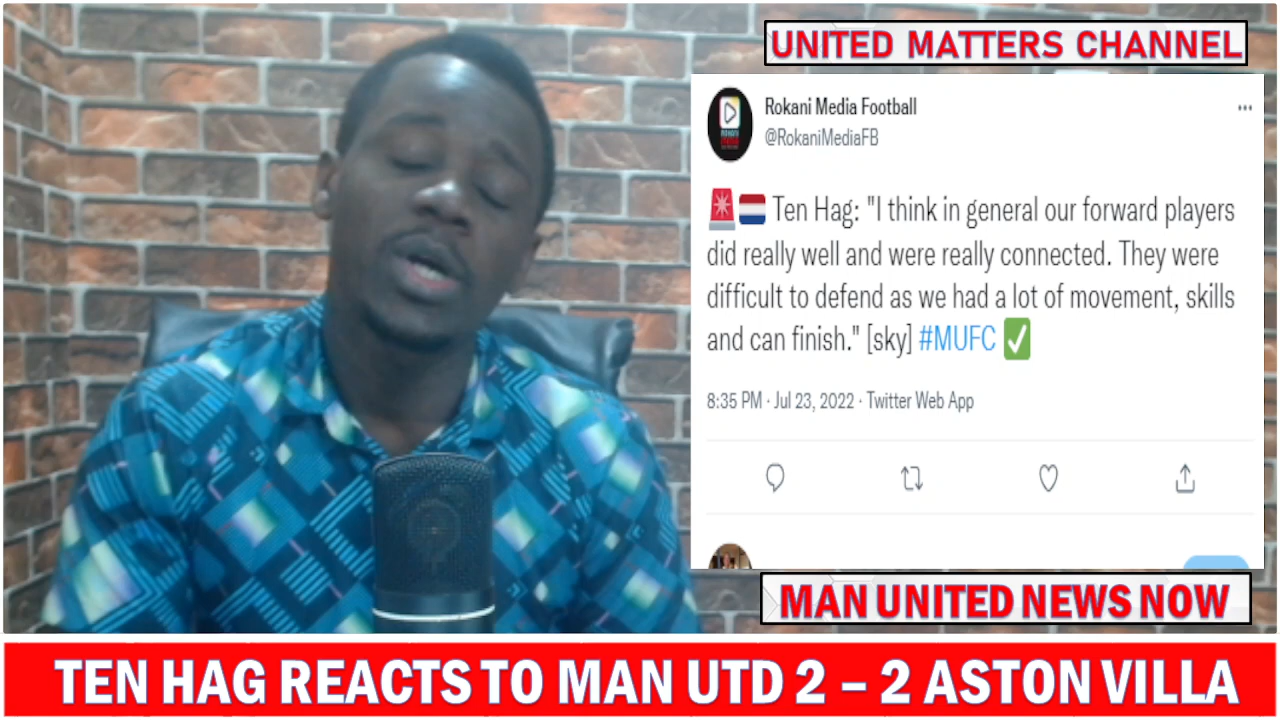 UNITED MATTERS CHANNEL
Rokani Media Football
@RokaniMediaFB
Ten Hag: "I think in general our forward players
did really well and were really connected. They were
difficult to defend as we had a lot of movement, skills
and can finish." [sky] #MUFC
8:35 PM · Jul 23, 2022 · Twitter Web App
MAN UNITED NEWS NOW
TEN HAG REACTS TO MAN UTD 2 – 2 ASTON VILLA